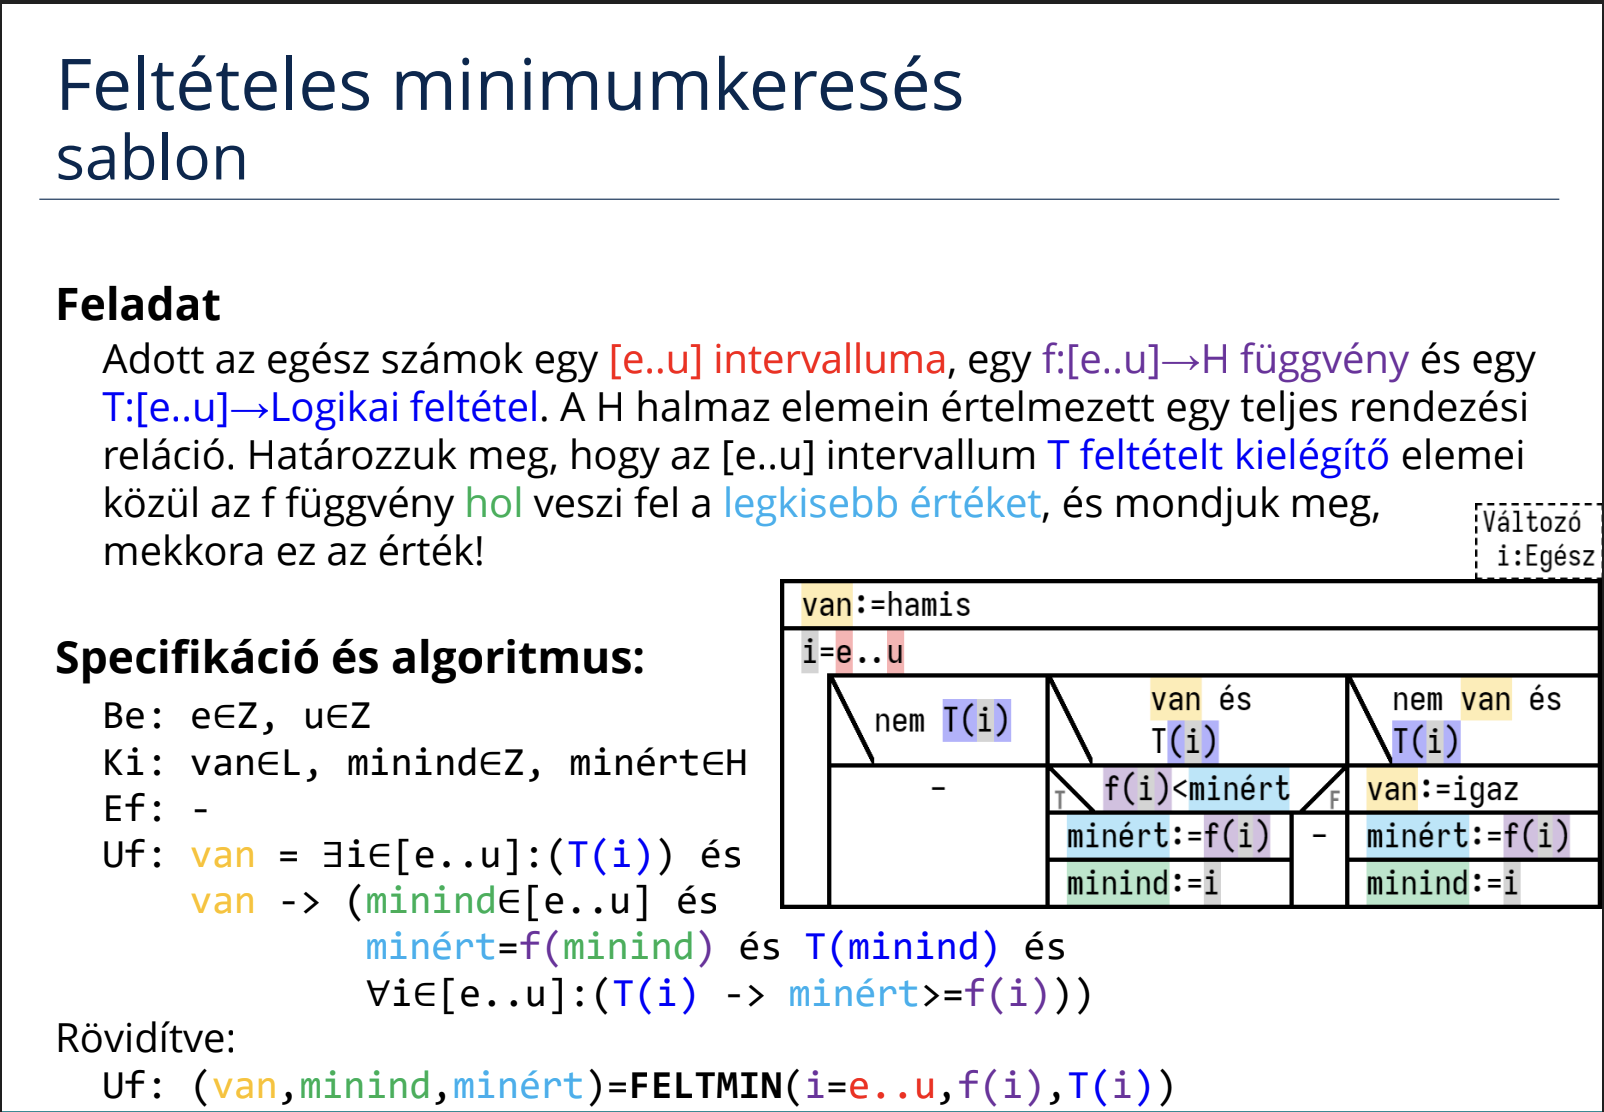 Feltételes minimumkeresés
sablon
Feladat
Adott az egész számok egy [e..u] intervalluma, egy f:[e..u]→H függvény és egy
T:[e..u]→Logikai feltétel. A H halmaz elemein értelmezett egy teljes rendezési
reláció. Határozzuk meg, hogy az [e..u] intervallum T feltételt kielégítő elemei
közül az f függvény hol veszi fel a legkisebb értéket, és mondjuk meg,
mekkora ez az érték!
Specifikáció és algoritmus:
Be: e∈Z, u∈Z
Ki: van∈L, minind∈Z, minért∈H
Ef: -
Uf: van = ∃i∈[e..u]:(T(i)) és
van -> (minind∈[e..u] és
minért=f(minind) és T(minind) és
∀i∈[e..u]:(T(i) -> minért>=f(i)))
Rövidítve:
Uf: (van,minind,minért)=FELTMIN(i=e..u,f(i),T(i))
Változó
i:Egész
van:=hamis
i=e..u
nem T(i)
van és
T(i)
nem van és
T(i)
-
T f(i)<minért F
van:=igaz
minért:=f(i)
-
minért:=f(i)
minind:=i
minind:=i